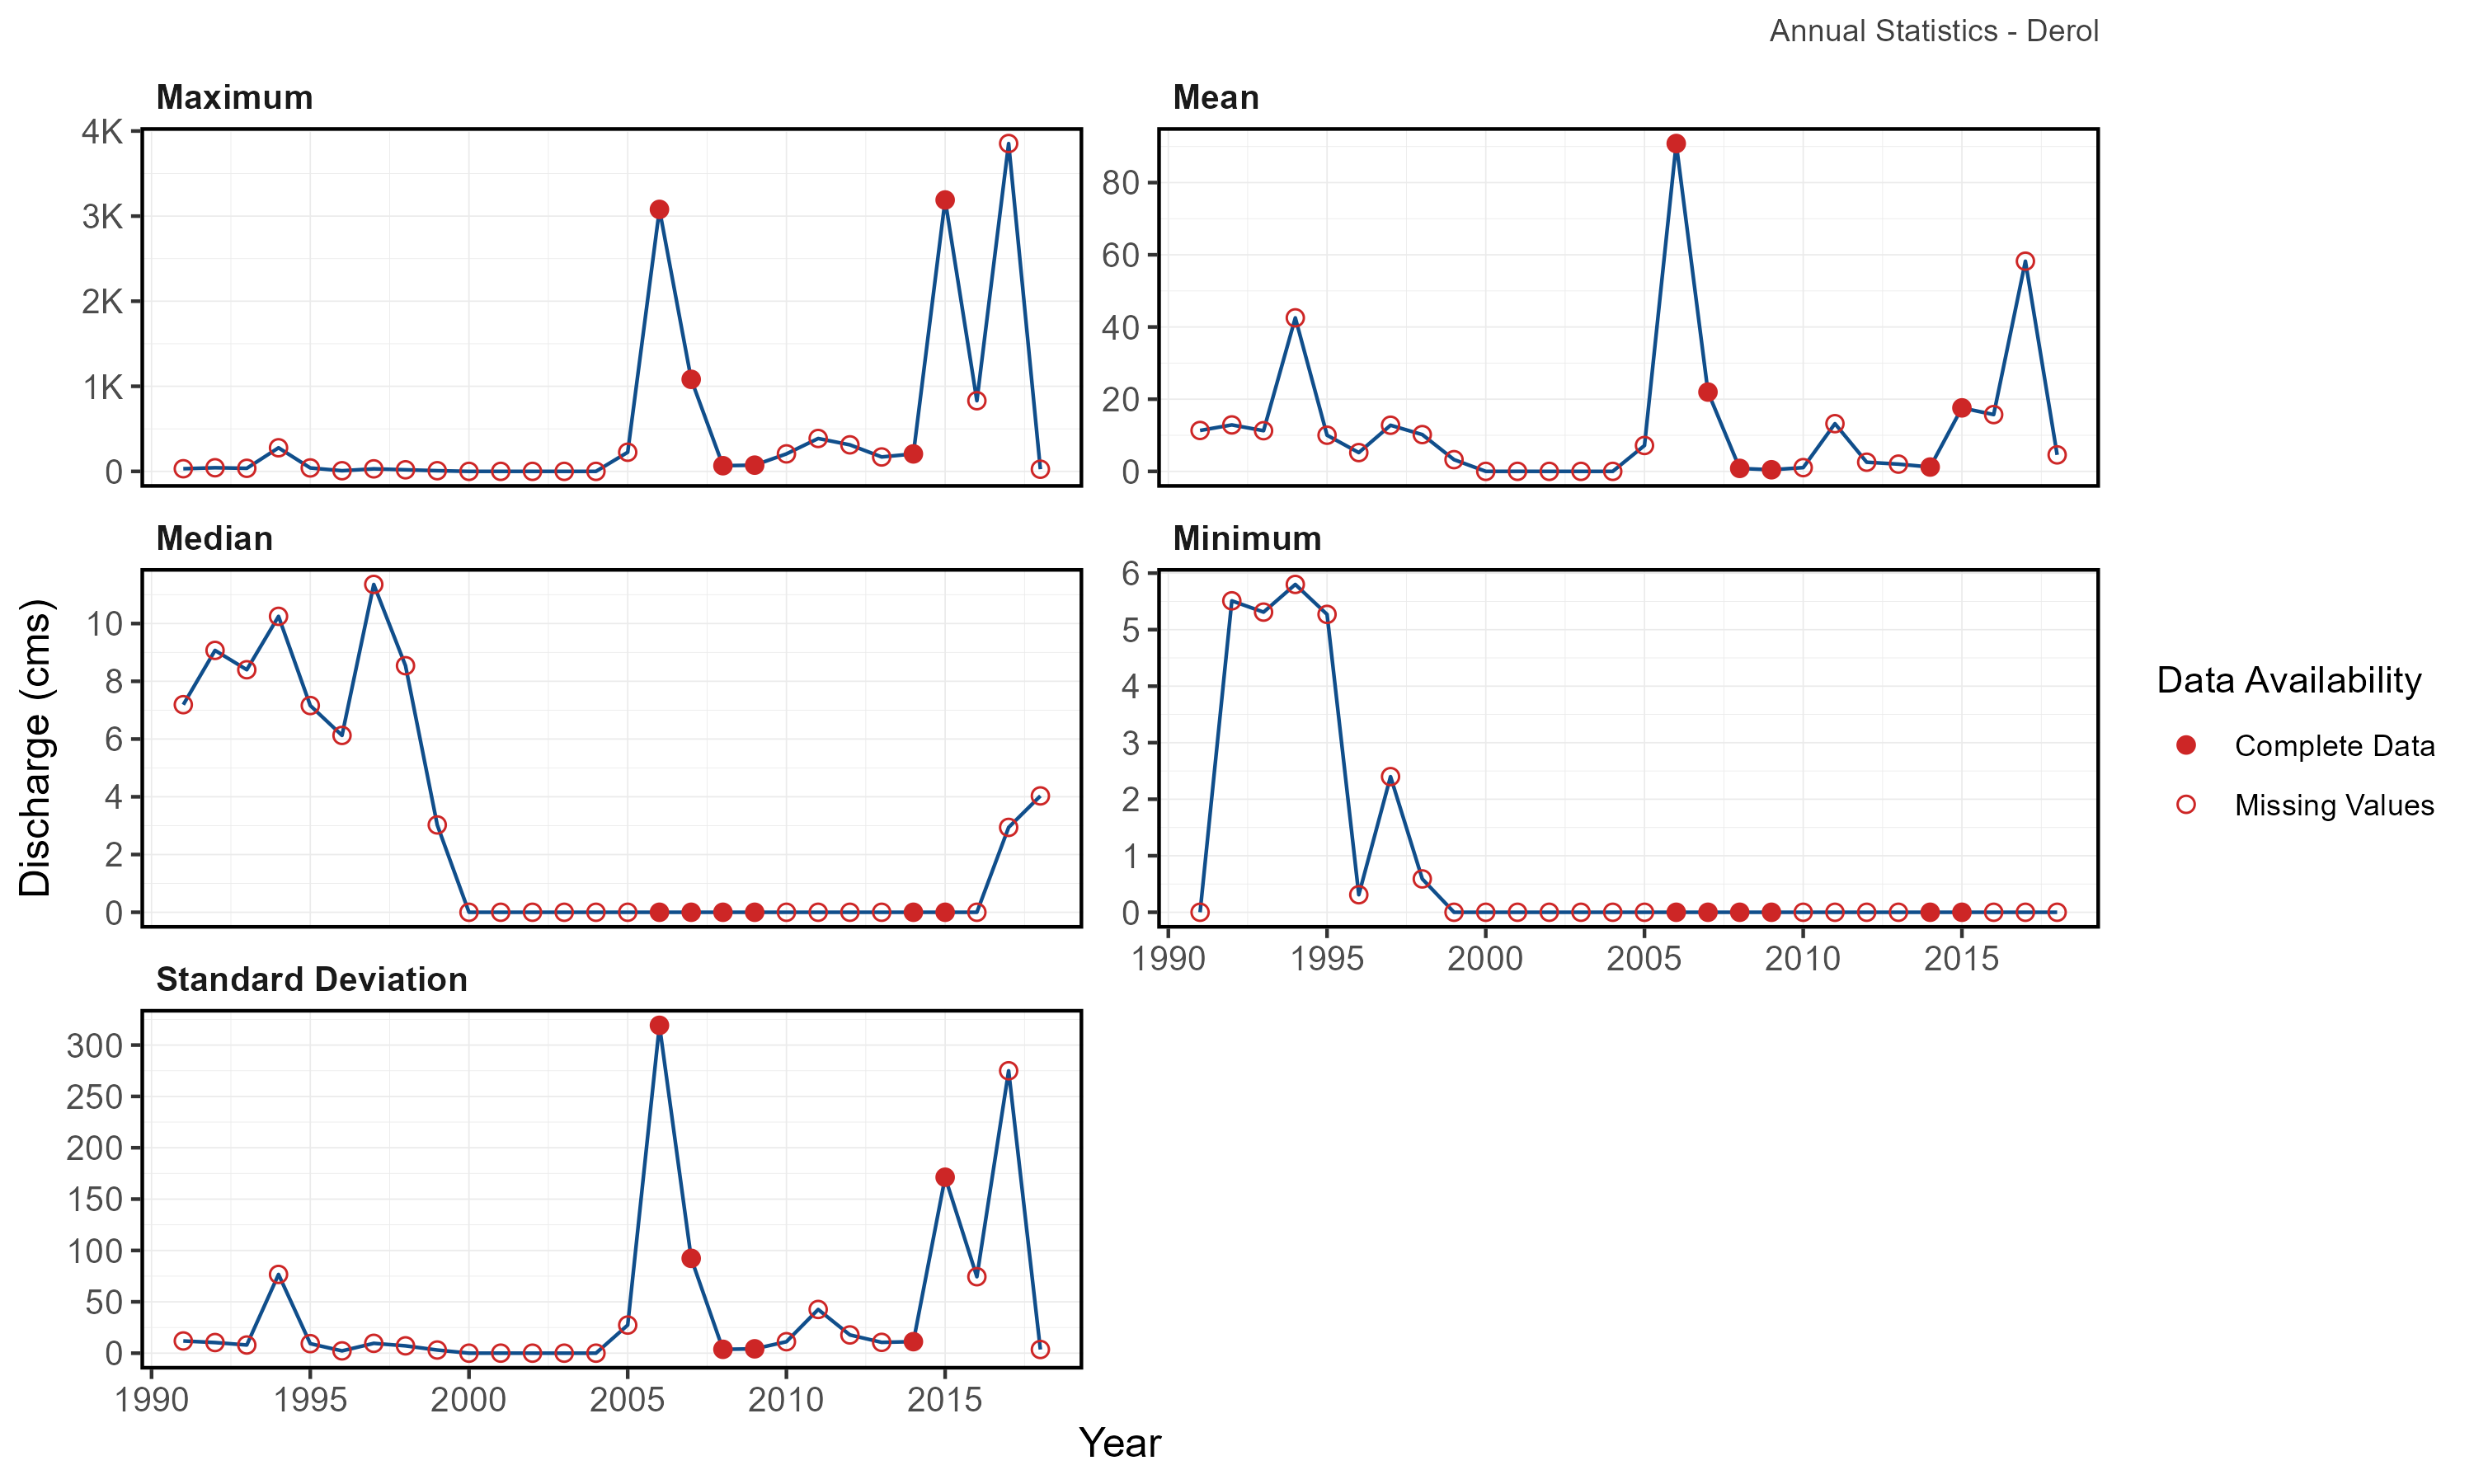 Annual Statistics - Derol
Maximum
4K
3K
2K
1K
0
Mean
80
60
40
20
0
Median
10
8
6
4
2
0
Minimum
6
5
4
3
2
1
0
1990 1995 2000 2005 2010 2015
Standard Deviation
300
250
200
150
100
50
0
1990 1995 2000 2005 2010 2015
Discharge (cms)
Year
Data Availability
Complete Data
Missing Values